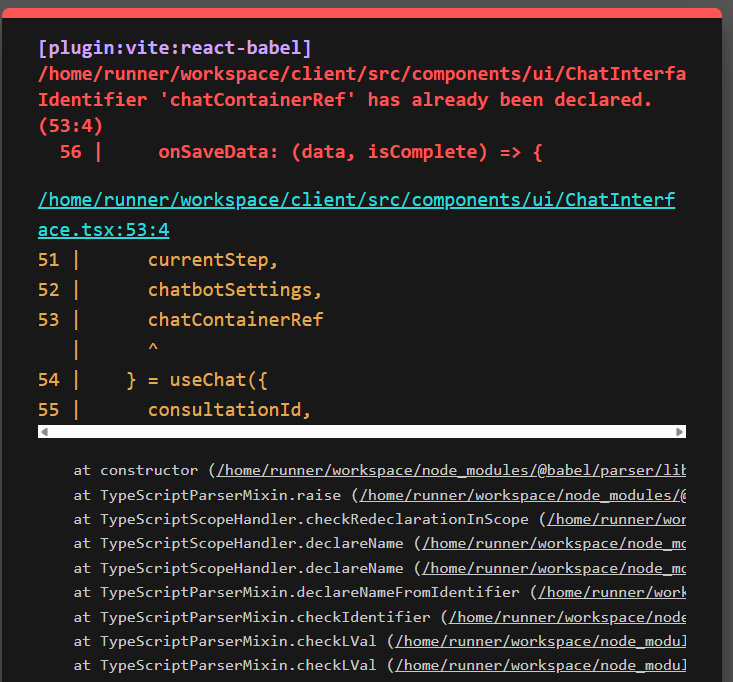 [plugin:vite:react-babel]
/home/runner/workspace/client/src/components/ui/ChatInterfa
Identifier 'chatContainerRef' has already been declared.
(53:4)
56 |     onSaveData: (data, isComplete) => {
/home/runner/workspace/client/src/components/ui/ChatInterf
ace.tsx:53:4
51 |      currentStep,
52 |      chatbotSettings,
53 |      chatContainerRef
   |      ^
54 |    } = useChat({
55 |      consultationId,
at constructor (/home/runner/workspace/node_modules/@babel/parser/lib
at TypeScriptParserMixin.raise (/home/runner/workspace/node_modules/@
at TypeScriptScopeHandler.checkRedeclarationInScope (/home/runner/wor
at TypeScriptScopeHandler.declareName (/home/runner/workspace/node_mo
at TypeScriptScopeHandler.declareName (/home/runner/workspace/node_mo
at TypeScriptParserMixin.declareNameFromIdentifier (/home/runner/work
at TypeScriptParserMixin.checkIdentifier (/home/runner/workspace/node
at TypeScriptParserMixin.checkLVal (/home/runner/workspace/node_modul
at TypeScriptParserMixin.checkLVal (/home/runner/workspace/node_modul